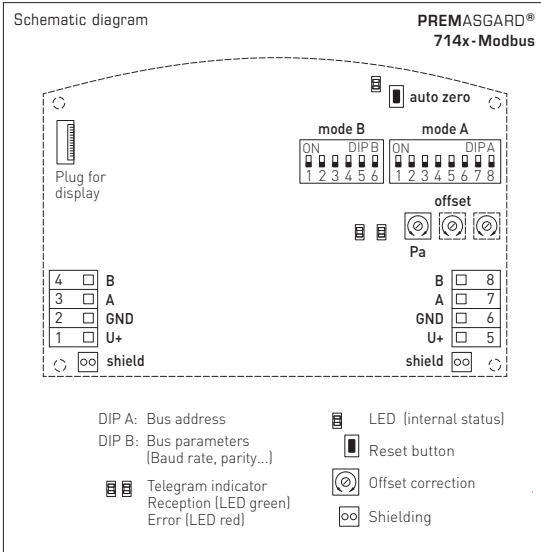 Schematic diagram
PREMASGARD®
714x-Modbus
auto zero
mode B
mode A
ON DIP B
1 2 3 4 5 6
ON DIP A
1 2 3 4 5 6 7 8
Plug for
display
offset
Pa
4 B
3 A
2 GND
1 U+
shield
B 8
A 7
GND 6
U+ 5
shield
DIP A: Bus address
DIP B: Bus parameters
(Baud rate, parity...)
Telegram indicator
Reception (LED green)
Error (LED red)
LED (internal status)
Reset button
Offset correction
Shielding